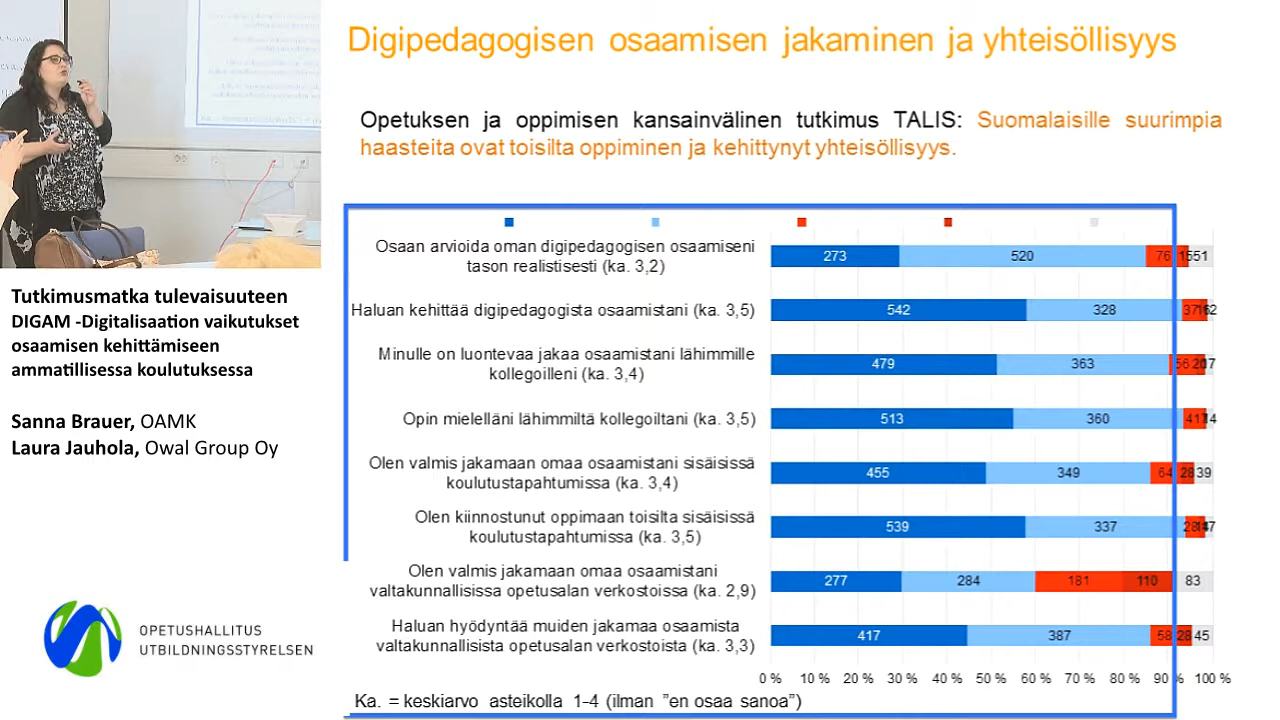 Digipedagogisen osaamisen jakaminen ja yhteisöllisyys
Opetuksen ja oppimisen kansainvälinen tutkimus TALIS: Suomalaisille suurimpia
haasteita ovat toisilta oppiminen ja kehittynyt yhteisöllisyys.
Tutkimusmatka tulevaisuuteen
DIGAM -Digitalisaation vaikutukset
osaamisen kehittämiseen
ammatillisessa koulutuksessa
Sanna Brauer, OAMK
Laura Jauhola, Owal Group Oy
OPETUSHALLITUS
UTBILDNINGSSTYRELSEN
Osaan arvioida oman digipedagogisen osaamiseni
tason realistisesti (ka. 3,2)
273 520 76 15 51
Haluan kehittää digipedagogista osaamistani (ka. 3,5)
542 328 37
Minulle on luontevaa jakaa osaamistani lähimmille
kollegoilleni (ka. 3,4)
479 363 56 20 17
Opin mielelläni lähimmiltä kollegoiltani (ka. 3,5)
513 360 41 14
Olen valmis jakamaan omaa osaamistani sisäisissä
koulutustapahtumissa (ka. 3,4)
455 349 64 28 39
Olen kiinnostunut oppimaan toisilta sisäisissä
koulutustapahtumissa (ka. 3,5)
539 337 28 17
Olen valmis jakamaan omaa osaamistani
valtakunnallisissa opetusalan verkostoissa (ka. 2,9)
277 284 181 110 83
Haluan hyödyntää muiden jakamaa osaamista
valtakunnallisista opetusalan verkostoista (ka. 3,3)
417 387 58 28 45
0 % 10 % 20 % 30 % 40 % 50 % 60 % 70 % 80 % 90 % 100 %
Ka. = keskiarvo asteikolla 1-4 (ilman ”en osaa sanoa”)